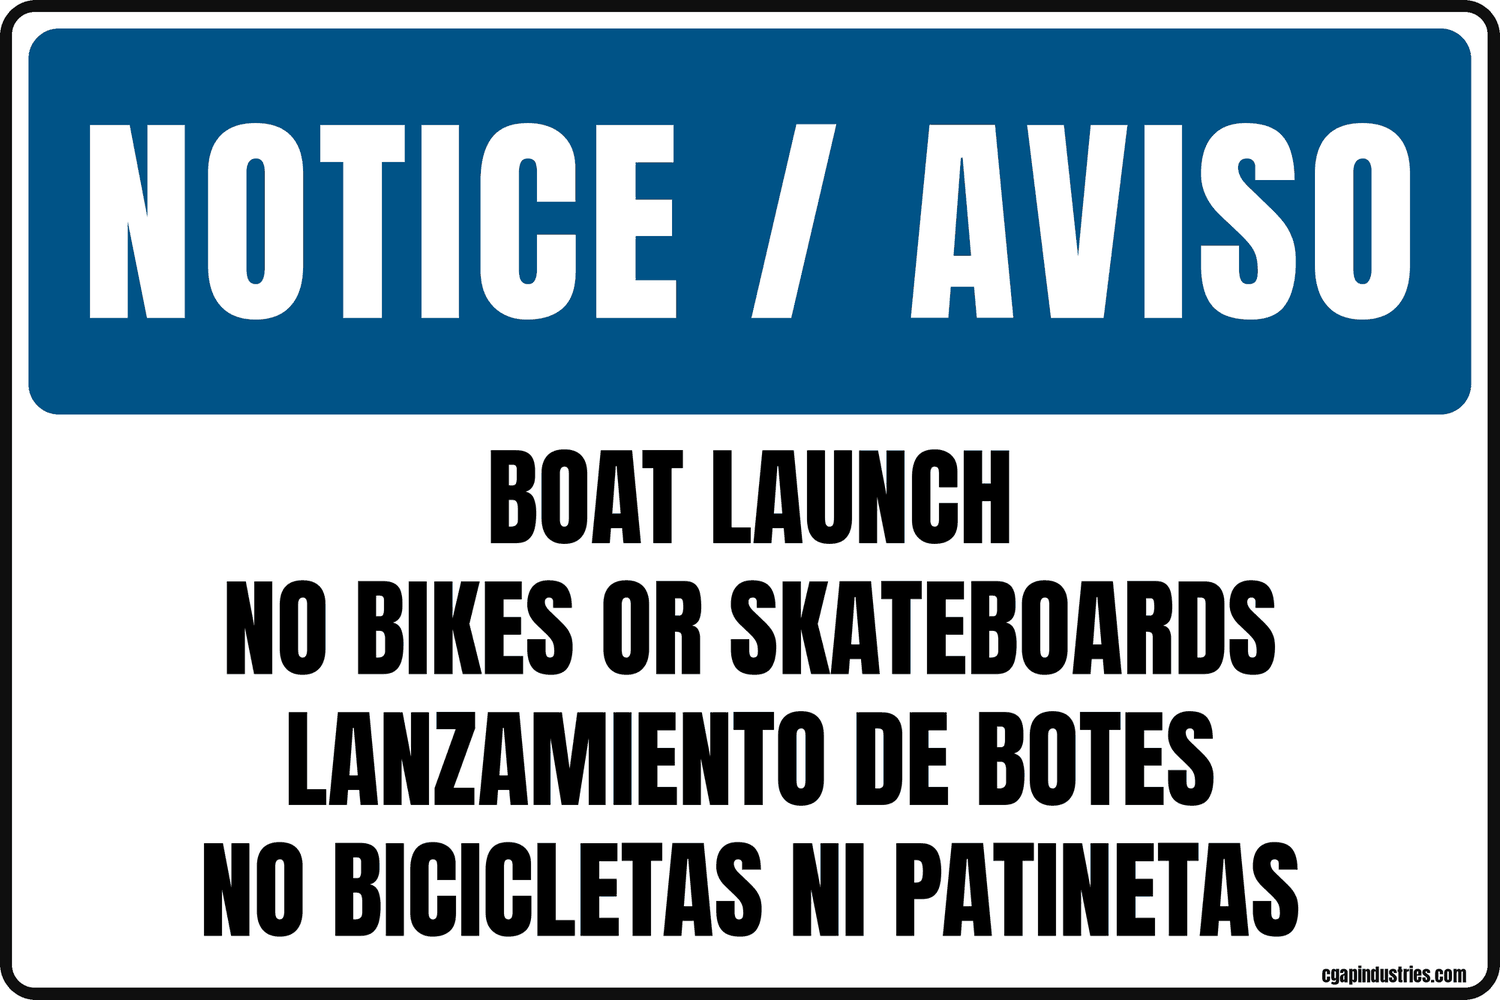 NOTICE / AVISO
BOAT LAUNCH
NO BIKES OR SKATEBOARDS
LANZAMIENTO DE BOTES
NO BICICLETAS NI PATINETAS
cgapindustries.com